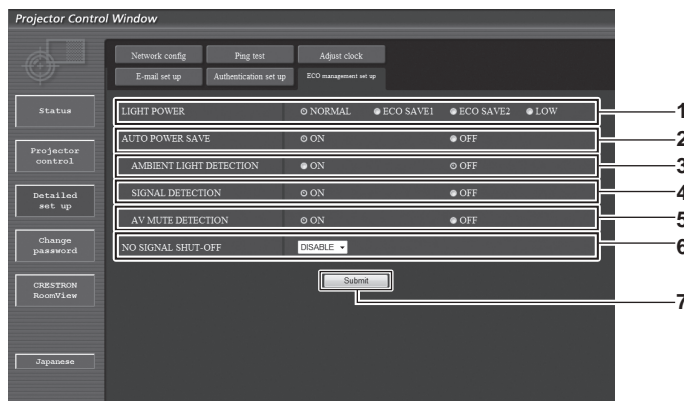 Projector Control Window
Network config Ping test Adjust clock
E-mail set up Authentication set up ECO management set up
Status
Projector control
Detailed set up
Change password
CRESTRON RoomView
Japanese
LIGHT POWER NORMAL ECO SAVE1 ECO SAVE2 LOW 1
AUTO POWER SAVE ON OFF 2
AMBIENT LIGHT DETECTION ON OFF 3
SIGNAL DETECTION ON OFF 4
AV MUTE DETECTION ON OFF 5
NO SIGNAL SHUT-OFF DISABLE 6
Submit 7